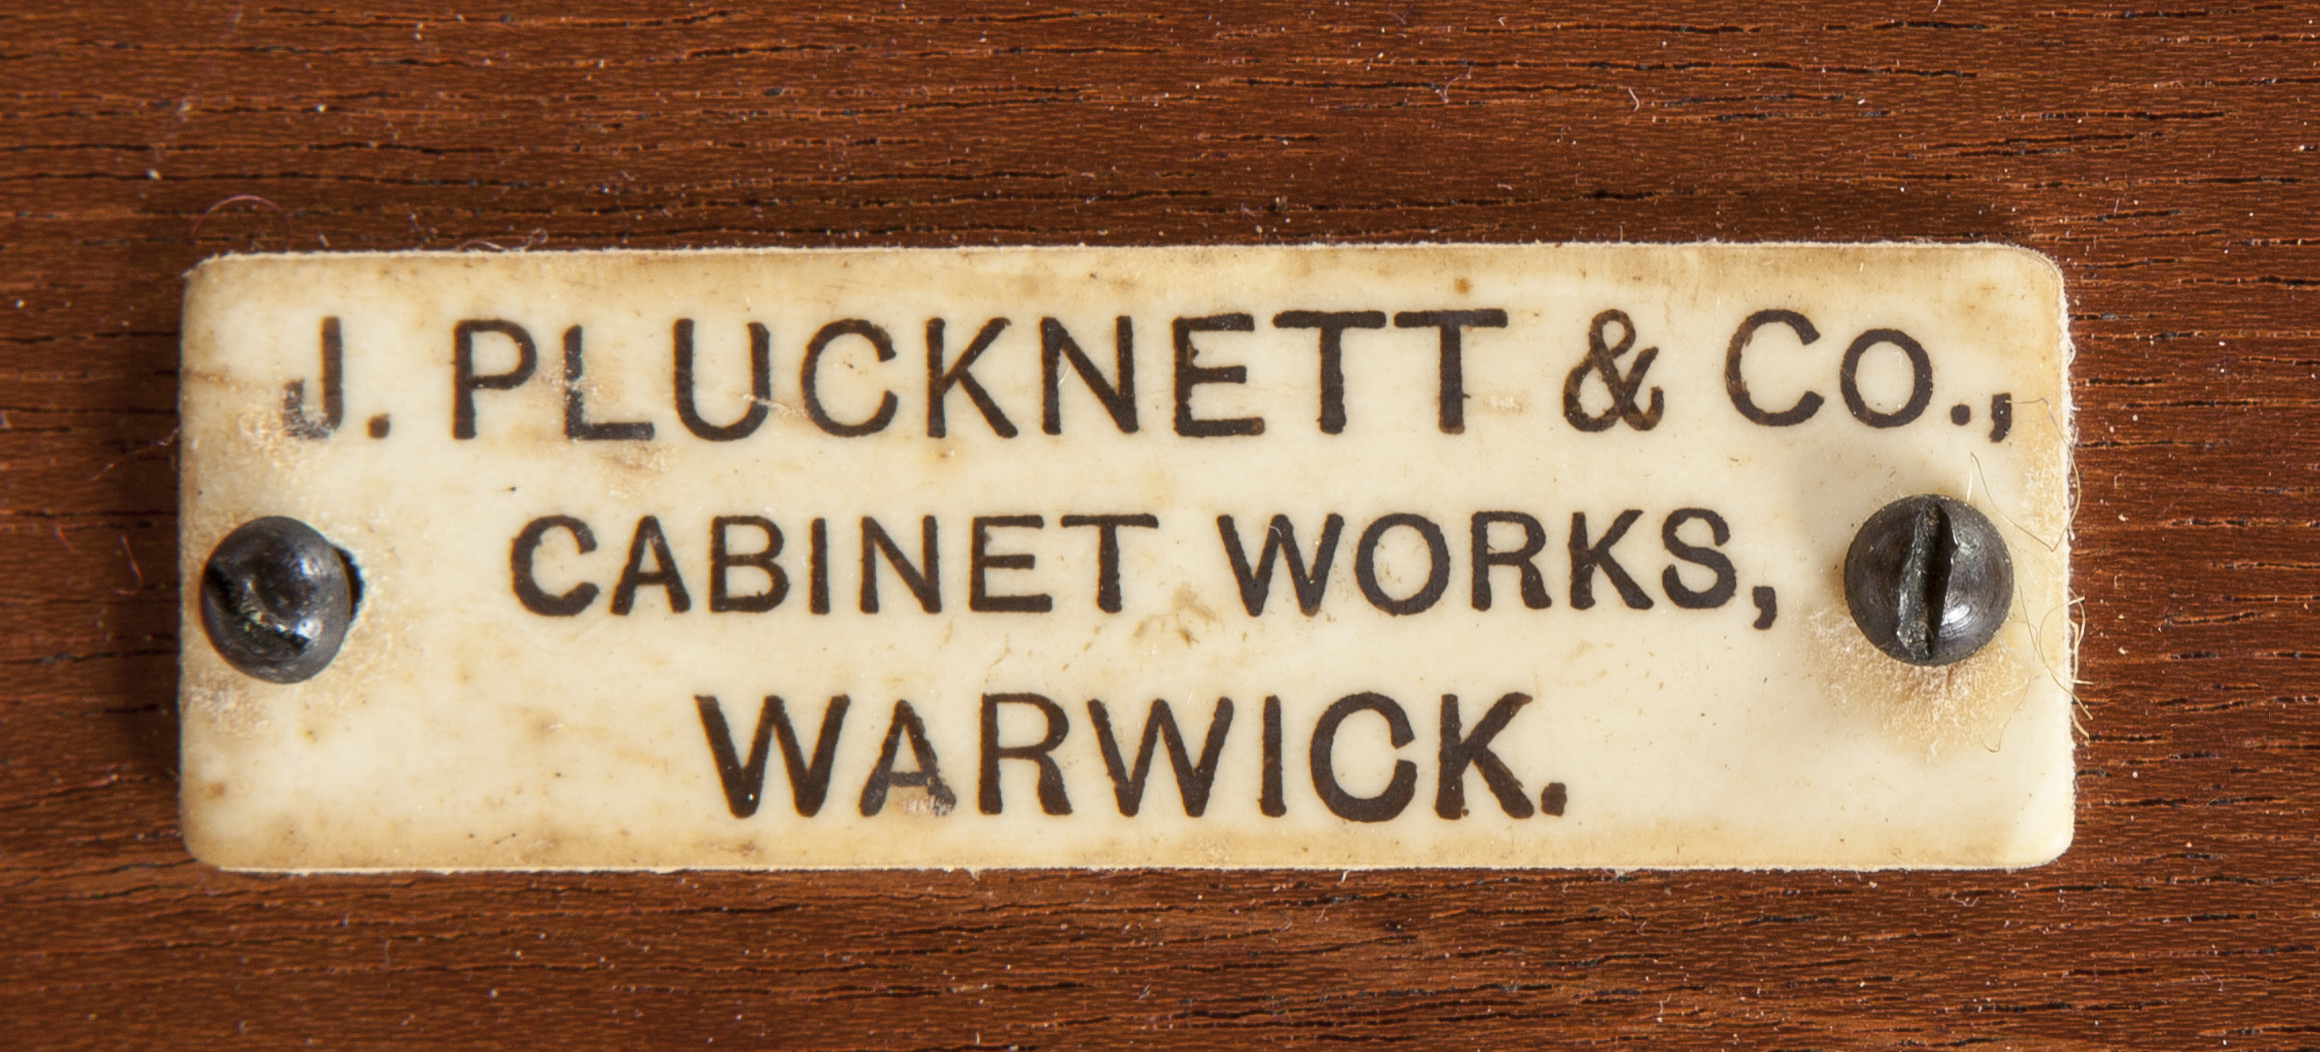 J. PLUCKNETT & CO.,
CABINET WORKS,
WARWICK.